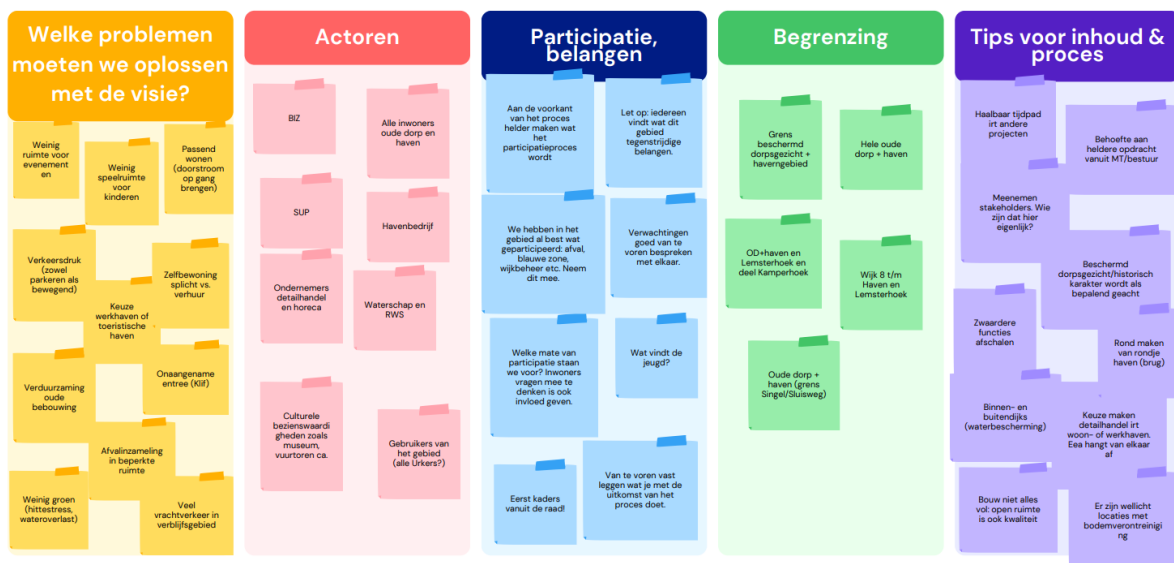 Welke problemen
moeten we oplossen
met de visie?
Weinig
ruimte voor
evenement
en
Weinig
speelruimte
voor
kinderen
Passend
wonen
(doorstroom
op gang
brengen)
Verkeersdruk
(zowel
parkeren als
bewegend)
Zelfbewoning
splicht vs.
verhuur
Keuze
werkhaven of
toeristische
haven
Verduurzaming
oude
bebouwing
Onaangename
entree (Klif)
Afvalinzameling
in beperkte
ruimte
Weinig groen
(hittestress,
wateroverlast)
Veel
vrachtverkeer in
verblijfsgebied
Actoren
BIZ
Alle inwoners
oude dorp en
haven
SUP
Havenbedrijf
Ondernemers
detailhandel
en horeca
Waterschap en
RWS
Culturele
bezienswaardi
gheden zoals
museum,
vuurtoren ca.
Gebruikers van
het gebied
(alle Urkers?)
Participatie,
belangen
Aan de voorkant
van het proces
helder maken wat
het
participatieproces
wordt
Let op: iedereen
vindt wat dit
gebied
tegenstrijdige
belangen.
We hebben in het
gebied al best wat
geparticipeerd: afval,
blauwe zone,
wijkbeheer etc. Neem
dit mee.
Verwachtingen
goed van te
voren bespreken
met elkaar.
Welke mate van
participatie staan
we voor? Inwoners
vragen mee te
denken is ook
invloed geven.
Wat vindt de
jeugd?
Eerst kaders
vanuit de raad!
Van te voren vast
leggen wat je met de
uitkomst van het
proces doet.
Begrenzing
Grens
beschermd
dorpsgezicht +
haverngebied
Hele oude
dorp + haven
OD+haven en
Lemsterhoek en
deel Kamperhoek
Wijk 8 t/m
Haven en
Lemsterhoek
Oude dorp +
haven (grens
Singel/Sluisweg)
Tips voor inhoud &
proces
Haalbaar tijdpad
irt andere
projecten
Behoefte aan
heldere opdracht
vanuit MT/bestuur
Meenemen
stakeholders. Wie
zijn dat hier
eigenlijk?
Beschermd
dorpsgezicht/historisch
karakter wordt als
bepalend geacht
Zwaardere
functies
afschalen
Rond maken
van rondje
haven (brug)
Binnen- en
buitendijks
(waterbescherming)
Keuze maken
detailhandel irt
woon- of werkhaven.
Eea hangt van elkaar
af
Bouw niet alles
vol: open ruimte
is ook kwaliteit
Er zijn wellicht
locaties met
bodemverontreinigi
ng